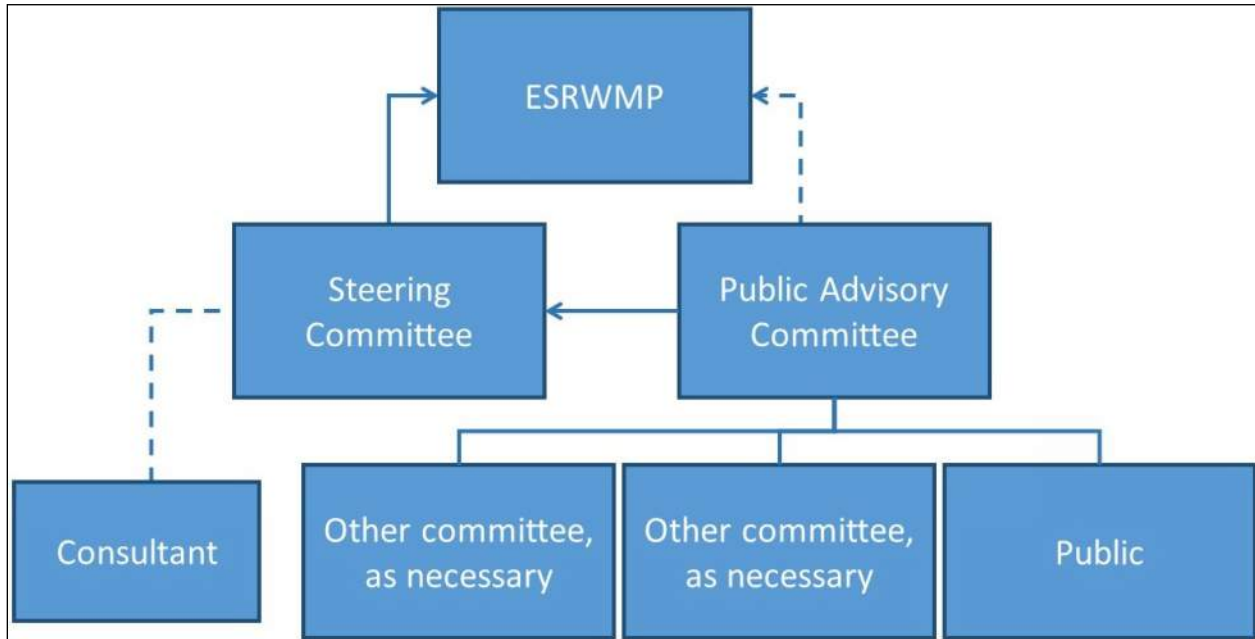 ESRWMP
Steering
Committee
Public Advisory
Committee
Consultant
Other committee,
as necessary
Other committee,
as necessary
Public